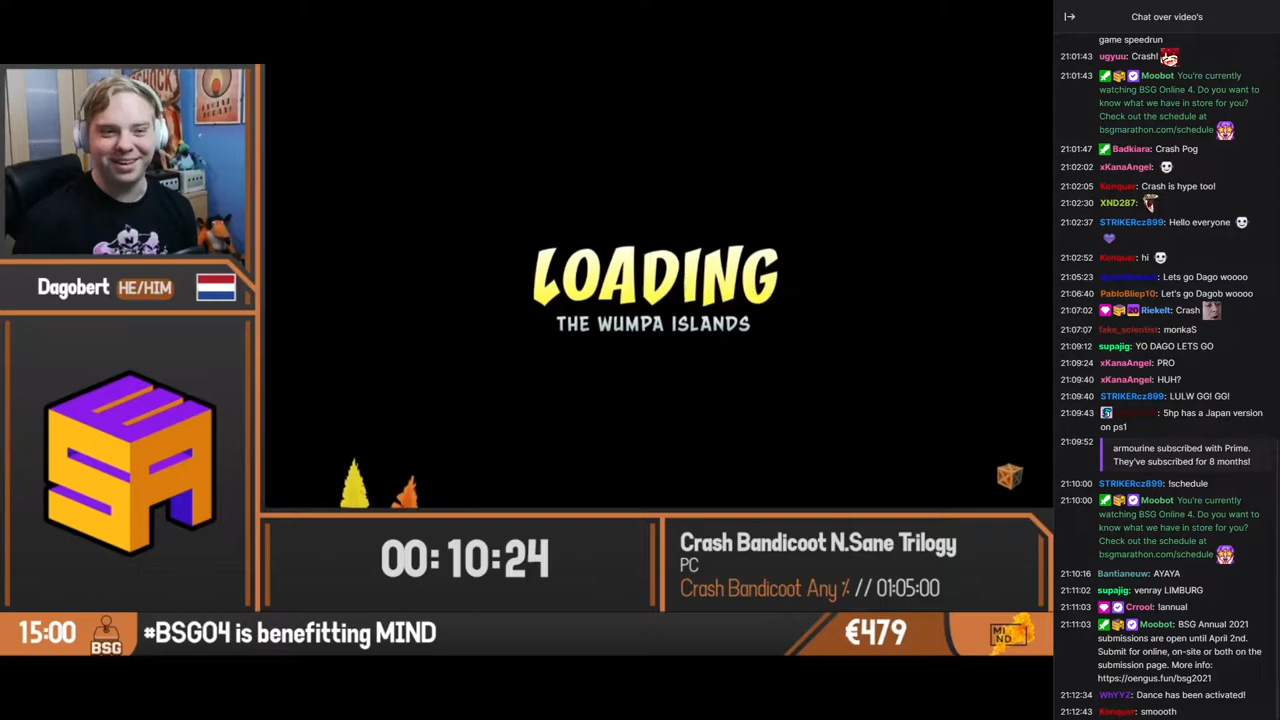 Chat over video's
game speedrun
21:01:43 ugyuu: Crash!
21:01:43 Moobot You're currently
watching BSG Online 4. Do you want to
know what we have in store for you?
Check out the schedule at
bsgmarathon.com/schedule
21:01:47 Badkiara: Crash Pog
21:02:02 xKanaAngel:
21:02:05 Konquer: Crash is hype too!
21:02:30 XND287:
21:02:37 STRIKERcz899: Hello everyone
21:02:52 Konquer: hi
21:05:23 Lets go Dago woooo
21:06:40 PabloBliep10: Let's go Dagob woooo
21:07:02 Riekelt: Crash
21:07:07 fake_scientist: monkaS
21:09:12 supajig: YO DAGO LETS GO
21:09:24 xKanaAngel: PRO
21:09:40 xKanaAngel: HUH?
21:09:40 STRIKERcz899: LULW GG! GG!
21:09:43 : 5hp has a Japan version
on ps1
21:09:52 armourine subscribed with Prime.
They've subscribed for 8 months!
21:10:00 STRIKERcz899: !schedule
21:10:00 Moobot You're currently
watching BSG Online 4. Do you want to
know what we have in store for you?
Check out the schedule at
bsgmarathon.com/schedule
21:10:16 Bantianeuw: AYAYA
21:11:02 supajig: venray LIMBURG
21:11:03 Crrool: !annual
21:11:03 Moobot: BSG Annual 2021
submissions are open until April 2nd.
Submit for online, on-site or both on the
submission page. More info:
https://oengus.fun/bsg2021
21:12:34 WhYYZ: Dance has been activated!
21:12:43 Konquer: smoooth
LOADING
THE WUMPA ISLANDS
Dagobert HE/HIM
BSG
00:10:24
Crash Bandicoot N.Sane Trilogy
PC
Crash Bandicoot Any % // 01:05:00
15:00 BSG #BSGO4 is benefitting MIND €479 MIND